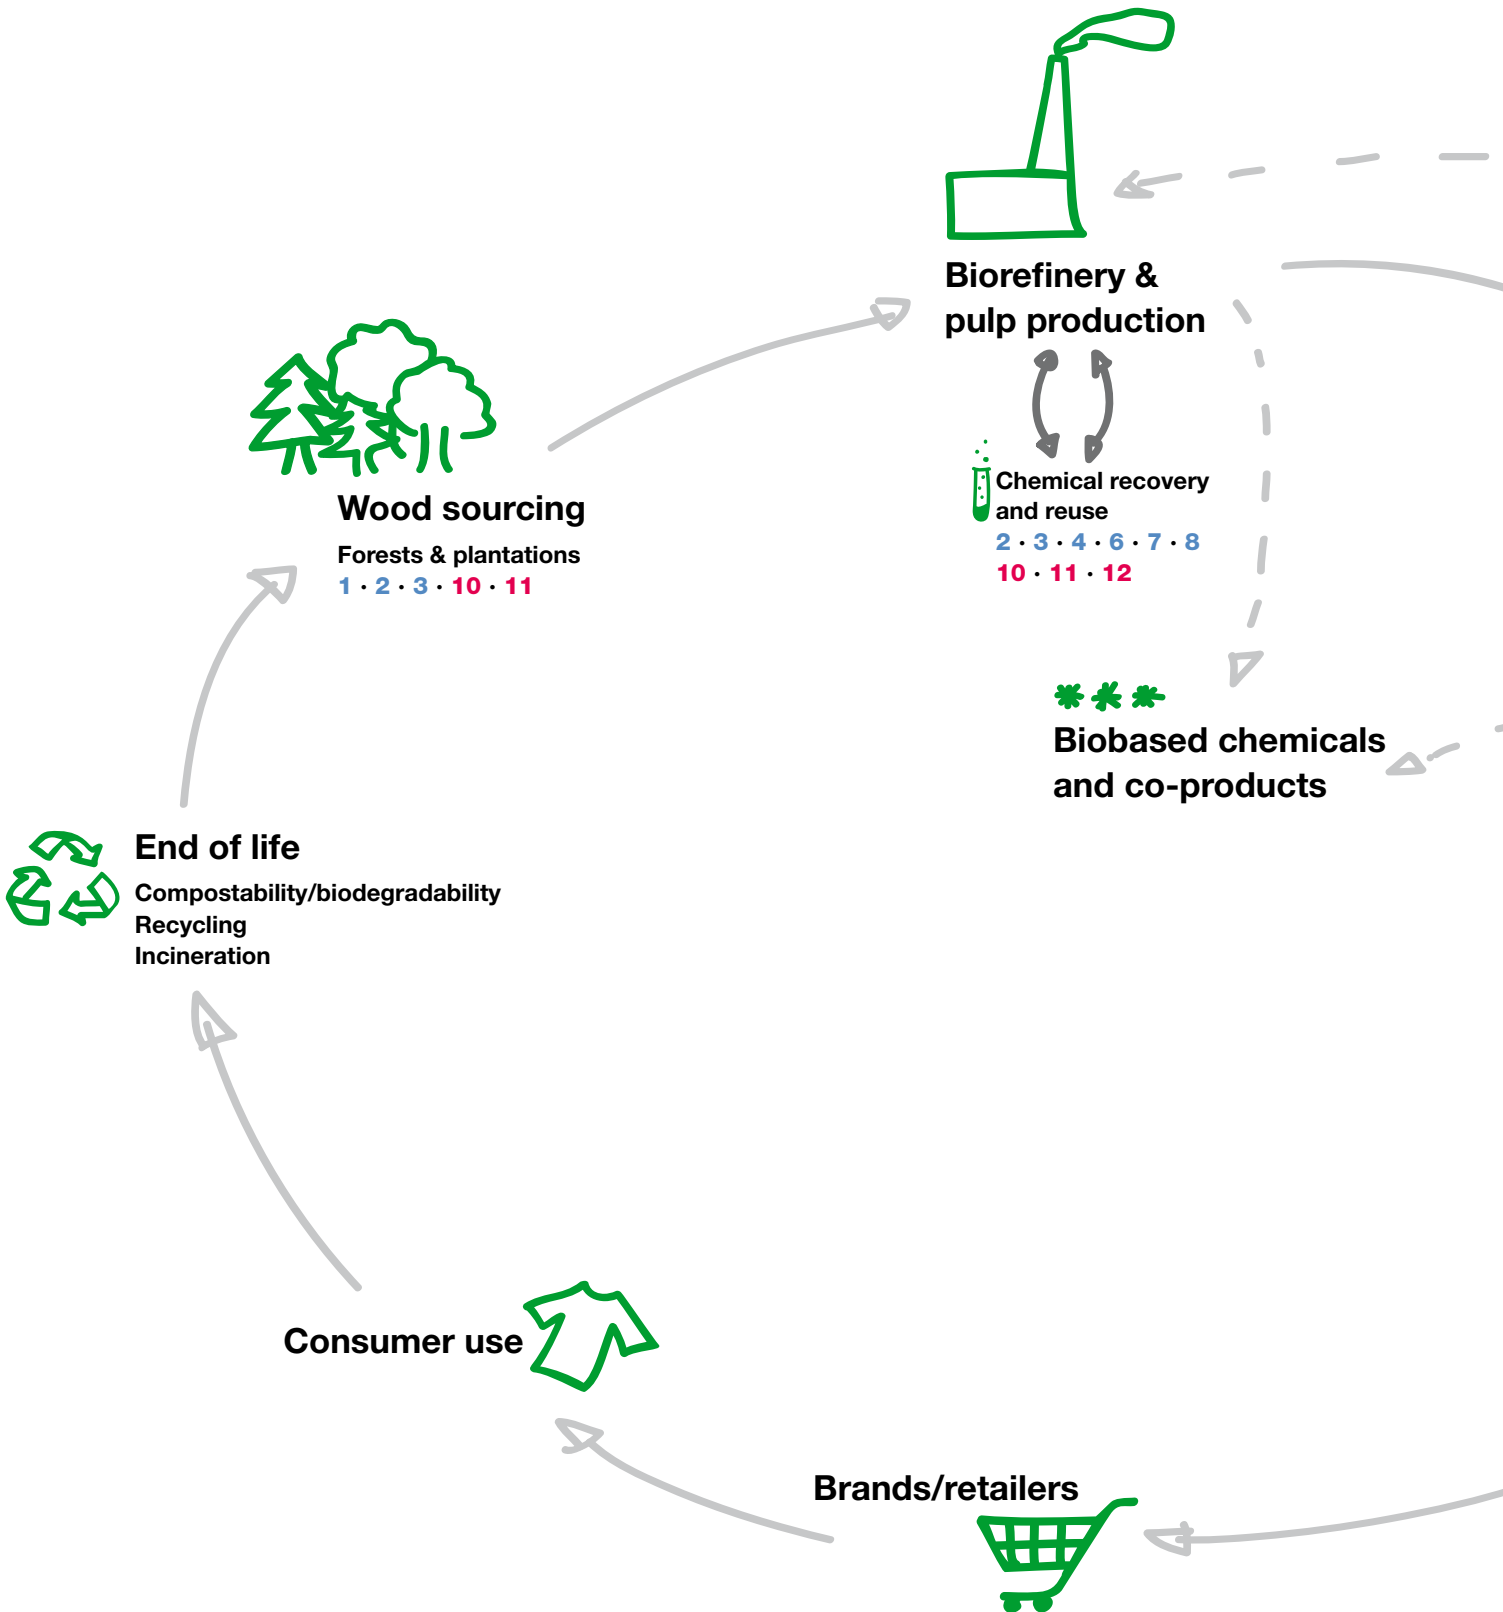 Biorefinery &
pulp production
Chemical recovery
and reuse
2 · 3 · 4 · 6 · 7 · 8
10 · 11 · 12
Wood sourcing
Forests & plantations
1 · 2 · 3 · 10 · 11
Biobased chemicals
and co-products
End of life
Compostability/biodegradability
Recycling
Incineration
Consumer use
Brands/retailers